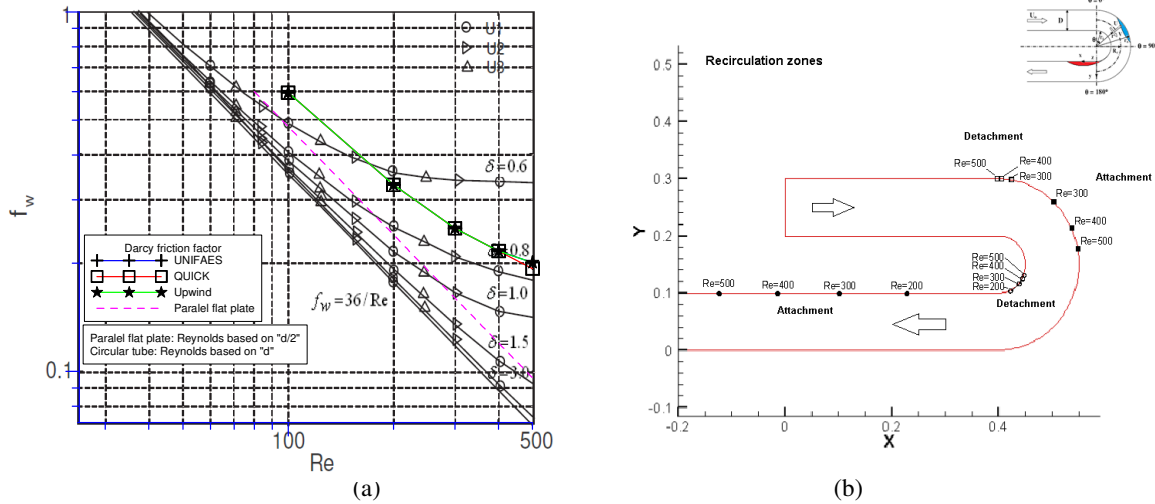 1
U1
U2
U3
f_w
δ=0.6
0.8
δ=1.0
δ=1.5
δ=3.0
f_w=36/Re
Darcy friction factor
UNIFAES
QUICK
Upwind
Paralel flat plate
Paralel flat plate: Reynolds based on "d/2"
Circular tube: Reynolds based on "d"
0.1
100
200
500
Re
(a)
Recirculation zones
θ = 90
θ = 180°
D
0.5
0.4
0.3
0.2
0.1
0
-0.1
Y
Detachment
Re=500
Re=400
Re=300
Attachment
Re=300
Re=400
Re=500
Re=500
Re=400
Re=300
Re=200
Detachment
Re=500
Re=400
Re=300
Re=200
Attachment
-0.2
0
0.2
0.4
X
(b)